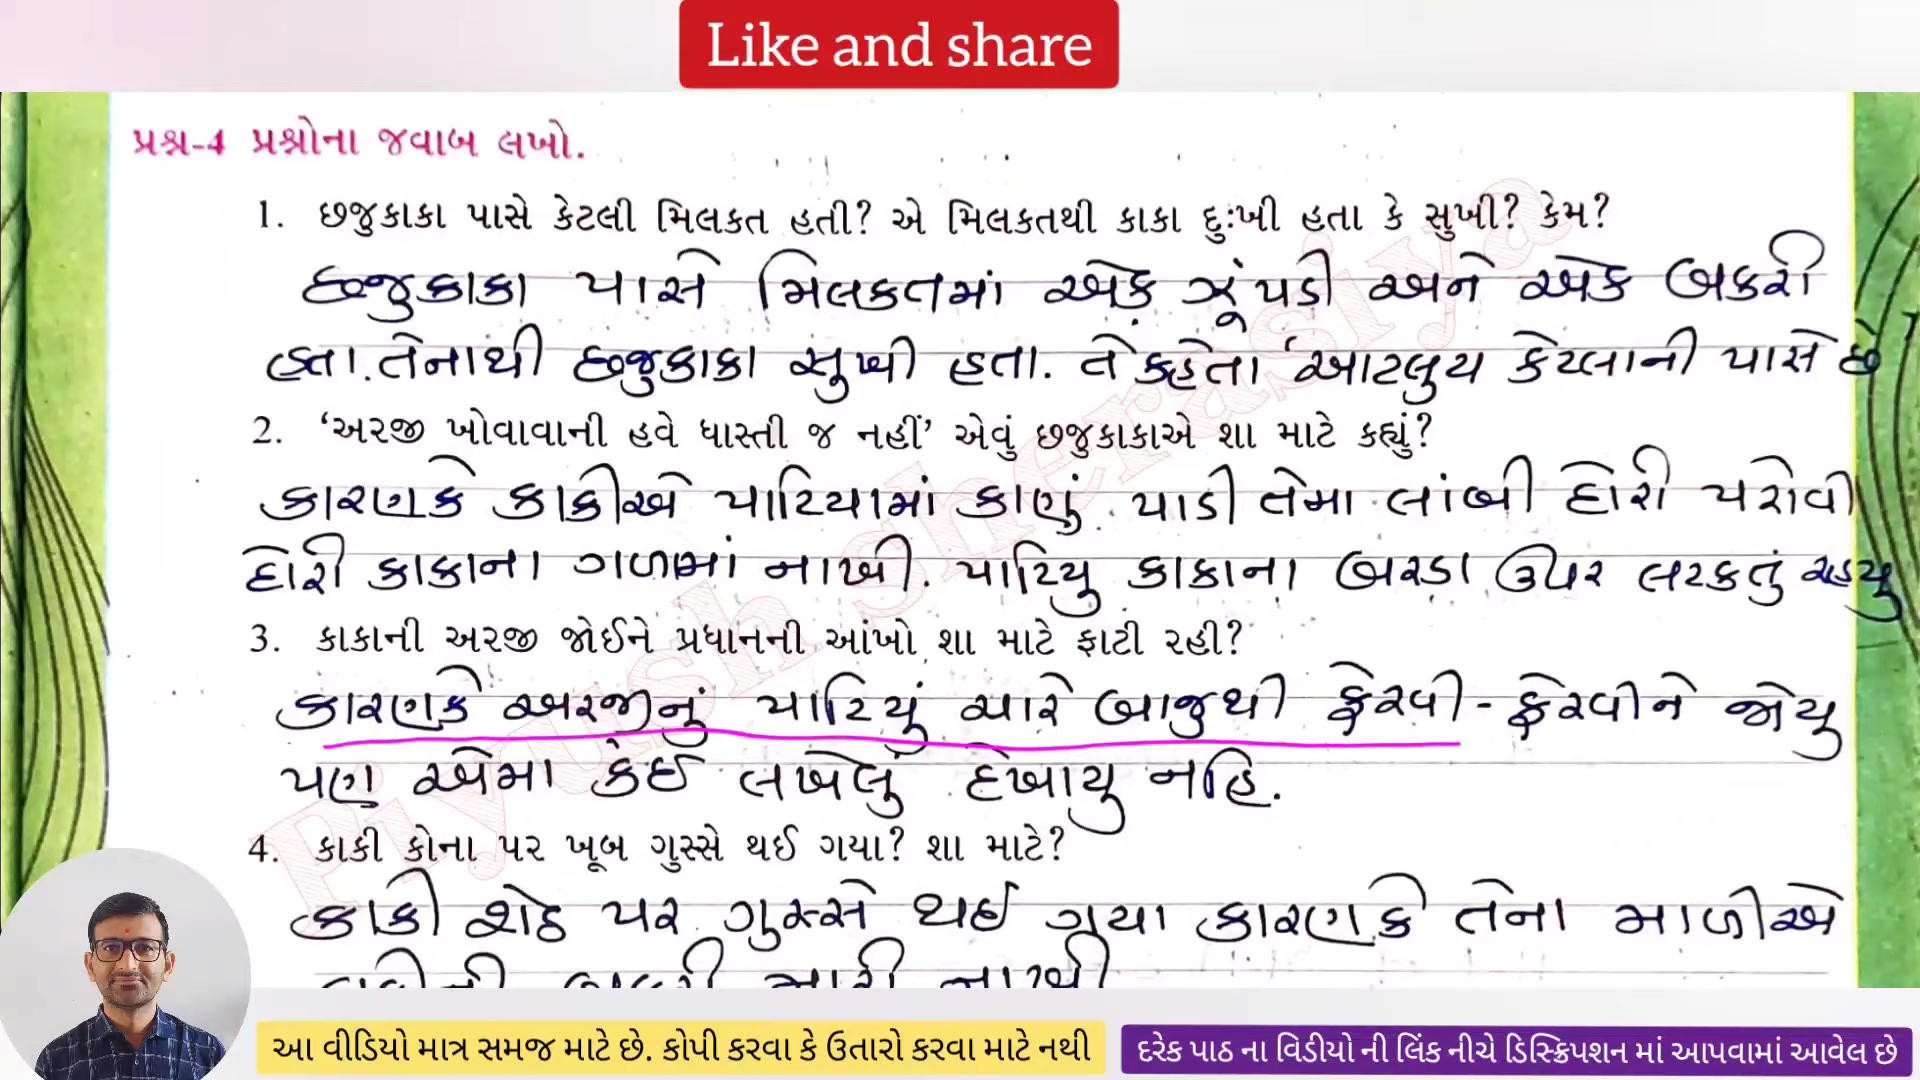 Like and share
પ્રશ્ન-4 પ્રશ્નોના જવાબ લખો.
1. છજુકાકા પાસે કેટલી મિલકત હતી? એ મિલકતથી કાકા દુઃખી હતા કે સુખી? કેમ?
છજુકાકા પાસે મિલકતમાં એક ઝૂંપડી અને એક બકરી
હતા. તેનાથી છજુકાકા સુખી હતા. તે કહેતા 'આટલુય કેટલાની પાસે છે
2. ‘અરજી ખોવાવાની હવે ધાસ્તી જ નહીં’ એવું છજુકાકાએ શા માટે કહ્યું?
કારણકે કાકીએ પાટિયામાં કાણું પાડી તેમા લાંબી દોરી પરોવી
દોરી કાકાના ગળામાં નાખી. પાટિયુ કાકાના બરડા ઉપર લટકતું રહ્યુ
3. કાકાની અરજી જોઈને પ્રધાનની આંખો શા માટે ફાટી રહી?
કારણકે અરજીનું પાટિયું ચારે બાજુથી ફેરવી-ફેરવીને જોયુ
પણ એમા કંઈ લખેલું દેખાયુ નહિ.
4. કાકી કોના પર ખૂબ ગુસ્સે થઈ ગયા? શા માટે?
કાકી શેઠ પર ગુસ્સે થઈ ગયા કારણકે તેના માળીએ
Piyush sherasiya
આ વીડિયો માત્ર સમજ માટે છે. કોપી કરવા કે ઉતારો કરવા માટે નથી
દરેક પાઠ ના વિડીયો ની લિંક નીચે ડિસ્ક્રિપશન માં આપવામાં આવેલ છે